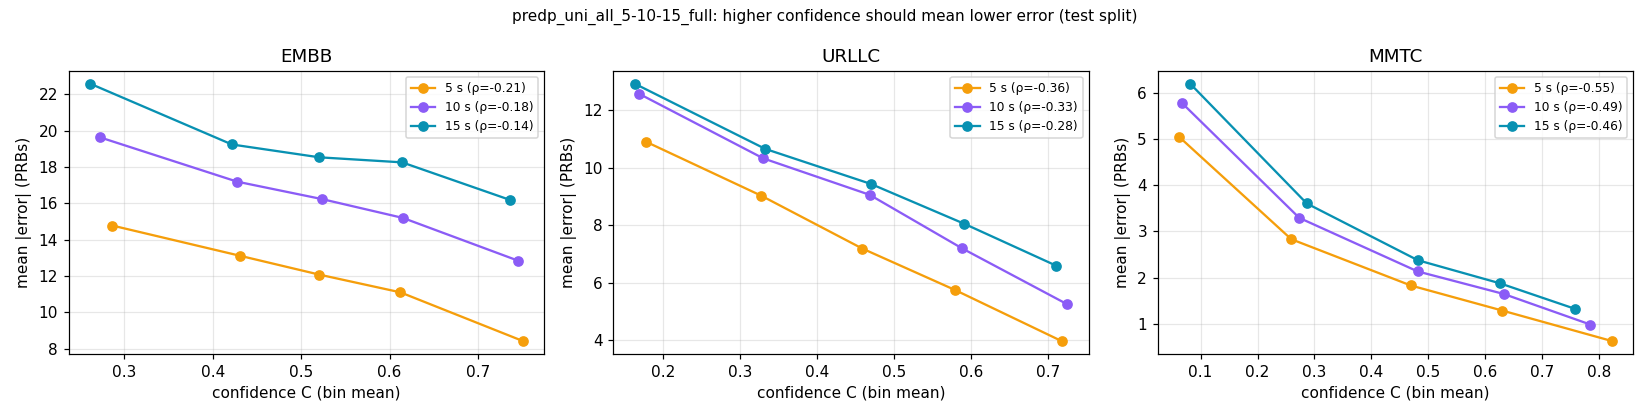 predp_uni_all_5-10-15_full: higher confidence should mean lower error (test split)
EMBB
mean |error| (PRBs)
22
20
18
16
14
12
10
8
0.3
0.4
0.5
0.6
0.7
confidence C (bin mean)
5 s (ρ=-0.21)
10 s (ρ=-0.18)
15 s (ρ=-0.14)
URLLC
mean |error| (PRBs)
12
10
8
6
4
0.2
0.3
0.4
0.5
0.6
0.7
confidence C (bin mean)
5 s (ρ=-0.36)
10 s (ρ=-0.33)
15 s (ρ=-0.28)
MMTC
mean |error| (PRBs)
6
5
4
3
2
1
0.1
0.2
0.3
0.4
0.5
0.6
0.7
0.8
confidence C (bin mean)
5 s (ρ=-0.55)
10 s (ρ=-0.49)
15 s (ρ=-0.46)